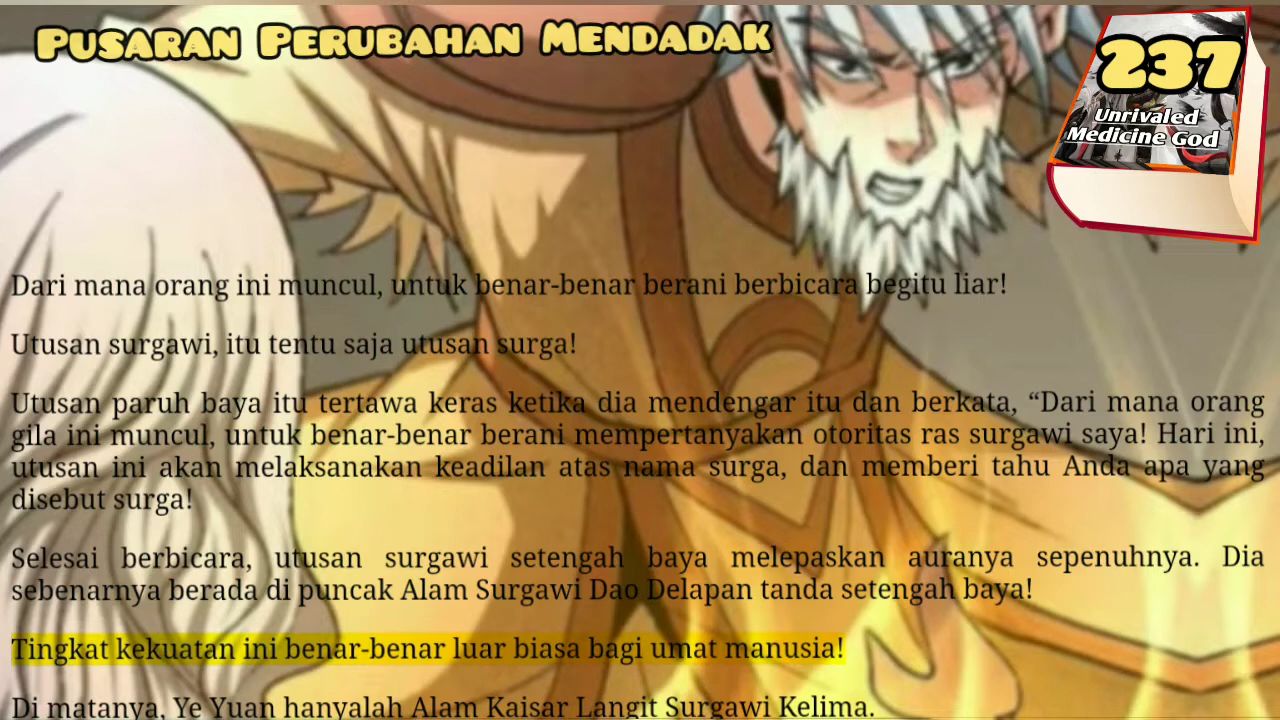 Pusaran Perubahan Mendadak
237
Unrivaled
Medicine God
Dari mana orang ini muncul, untuk benar-benar berani berbicara begitu liar!
Utusan surgawi, itu tentu saja utusan surga!
Utusan paruh baya itu tertawa keras ketika dia mendengar itu dan berkata, “Dari mana orang
gila ini muncul, untuk benar-benar berani mempertanyakan otoritas ras surgawi saya! Hari ini,
utusan ini akan melaksanakan keadilan atas nama surga, dan memberi tahu Anda apa yang
disebut surga!
Selesai berbicara, utusan surgawi setengah baya melepaskan auranya sepenuhnya. Dia
sebenarnya berada di puncak Alam Surgawi Dao Delapan tanda setengah baya!
Tingkat kekuatan ini benar-benar luar biasa bagi umat manusia!
Di matanya, Ye Yuan hanyalah Alam Kaisar Langit Surgawi Kelima.